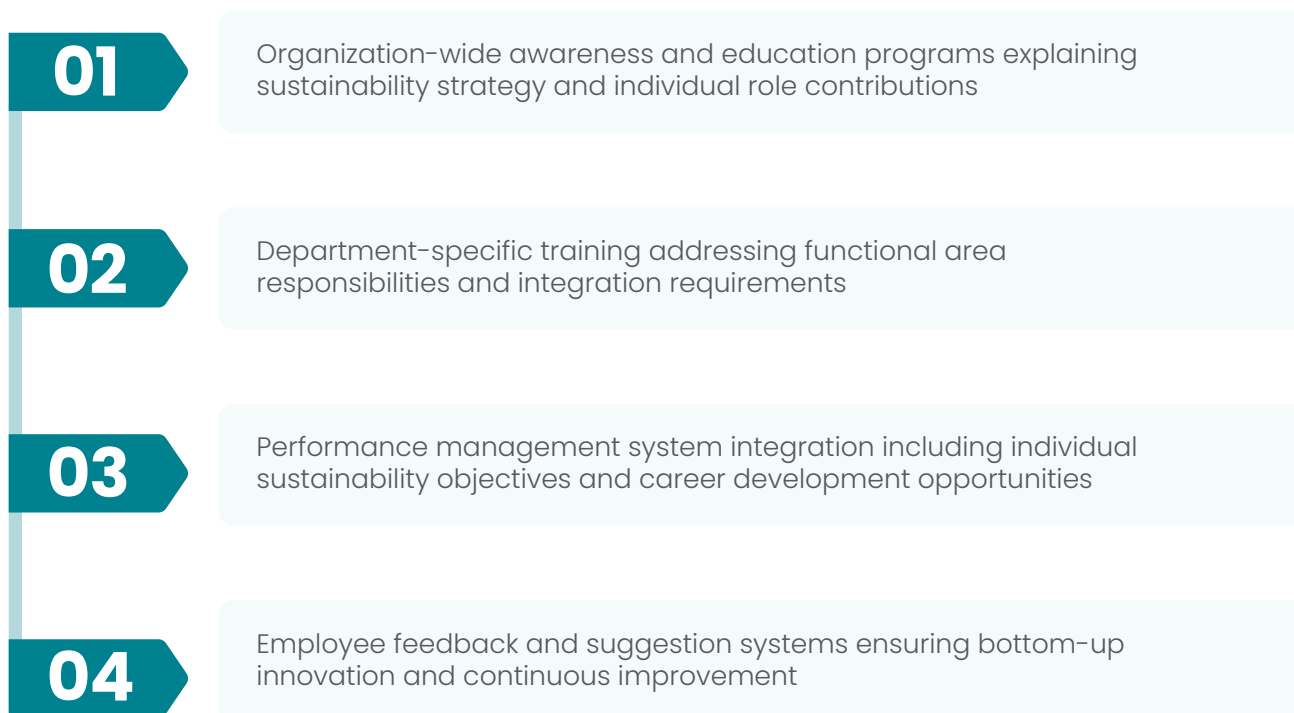 01
Organization-wide awareness and education programs explaining
sustainability strategy and individual role contributions
02
Department-specific training addressing functional area
responsibilities and integration requirements
03
Performance management system integration including individual
sustainability objectives and career development opportunities
04
Employee feedback and suggestion systems ensuring bottom-up
innovation and continuous improvement